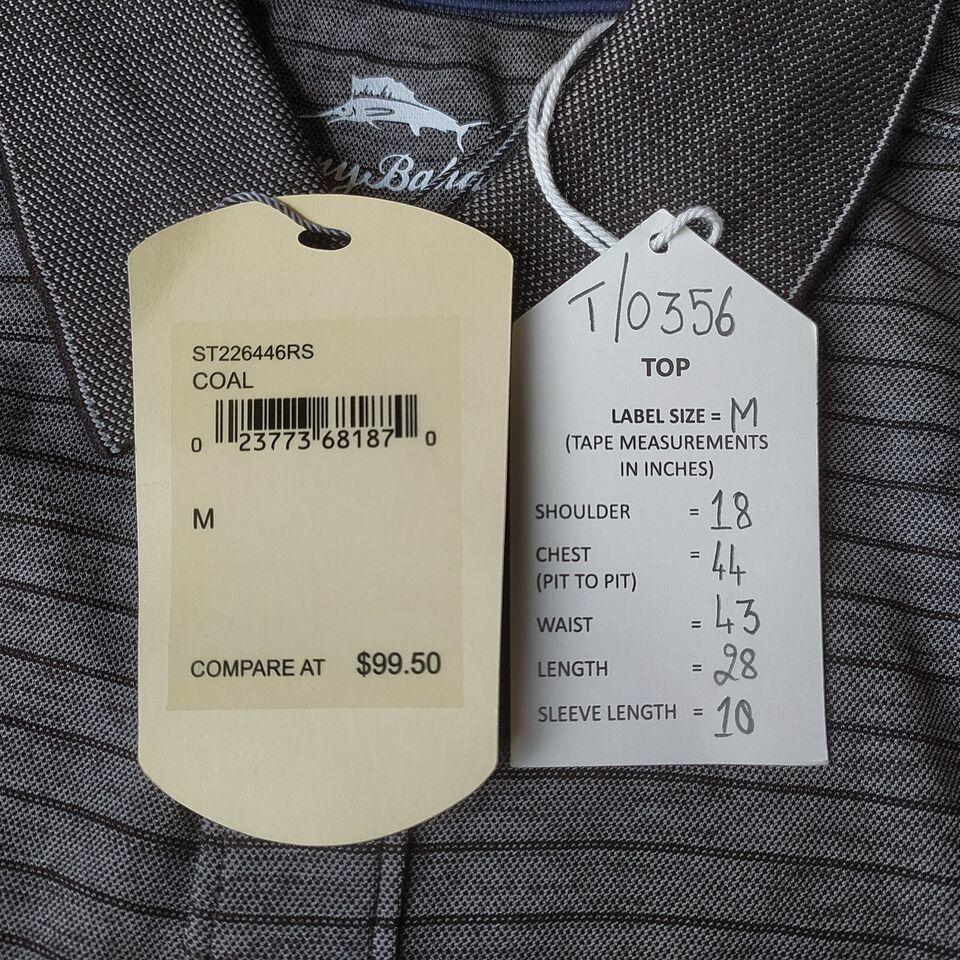 ST226446RS
COAL
0 23773 68187 0
M
COMPARE AT $99.50
T/0356
TOP
LABEL SIZE = M
(TAPE MEASUREMENTS
IN INCHES)
SHOULDER = 18
CHEST = 44
(PIT TO PIT)
WAIST = 43
LENGTH = 28
SLEEVE LENGTH = 10